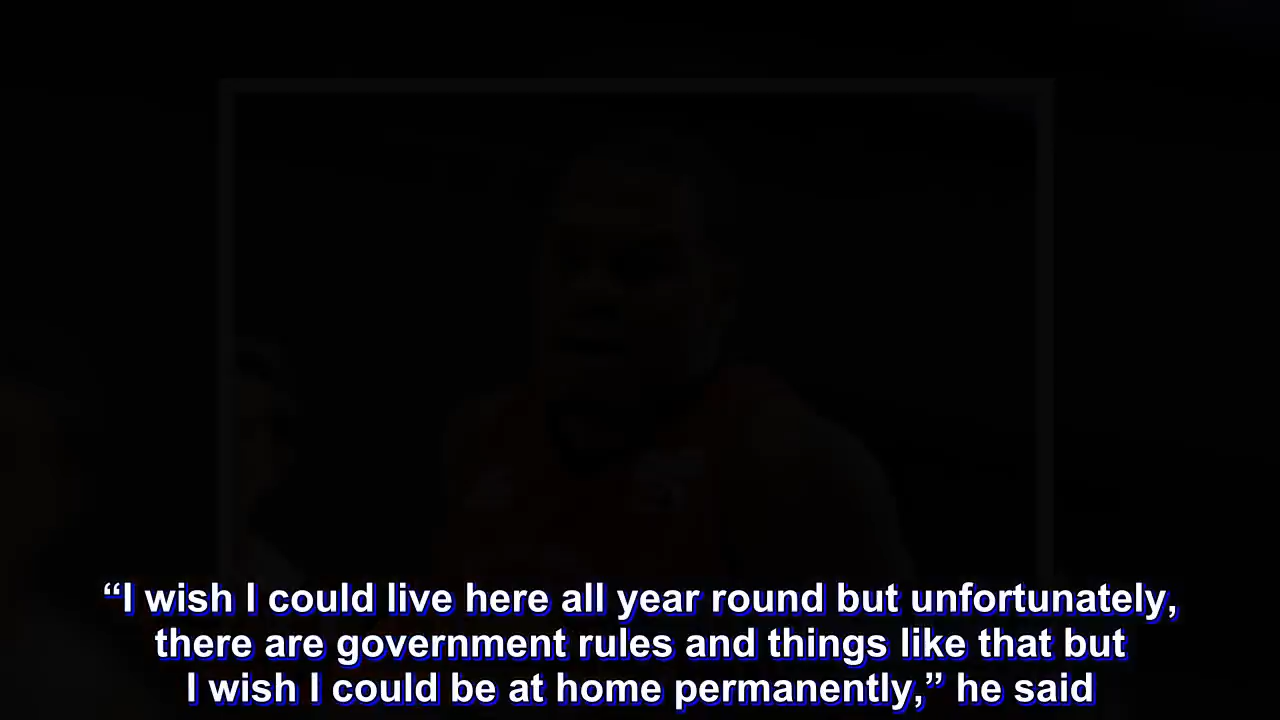 “I wish I could live here all year round but unfortunately,
there are government rules and things like that but
I wish I could be at home permanently,” he said